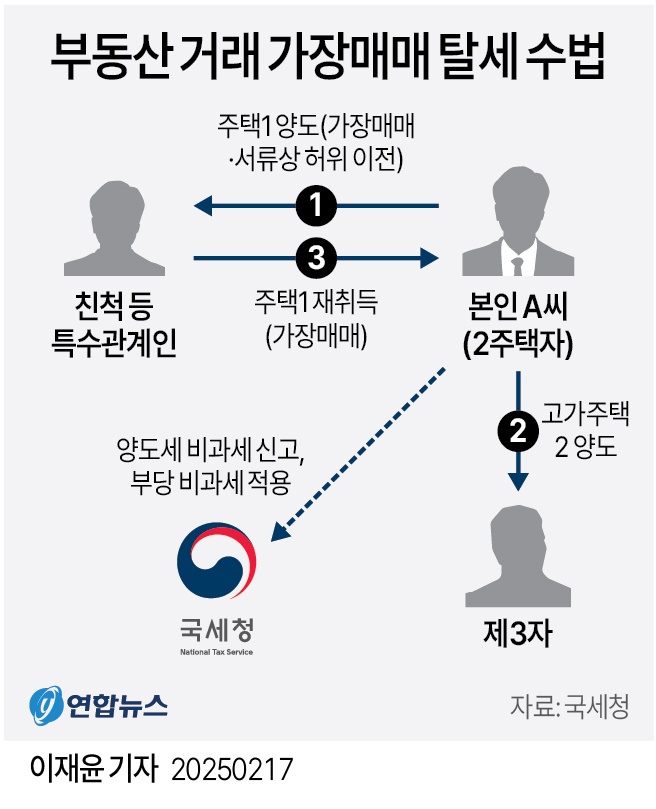 부동산 거래 가장매매 탈세 수법
주택1 양도(가장매매
·서류상 허위 이전)
1
3
주택1 재취득
(가장매매)
친척 등
특수관계인
본인 A씨
(2주택자)
2
고가주택
2 양도
양도세 비과세 신고,
부당 비과세 적용
국세청
National Tax Service
제3자
y 연합뉴스
자료: 국세청
이재윤 기자 20250217